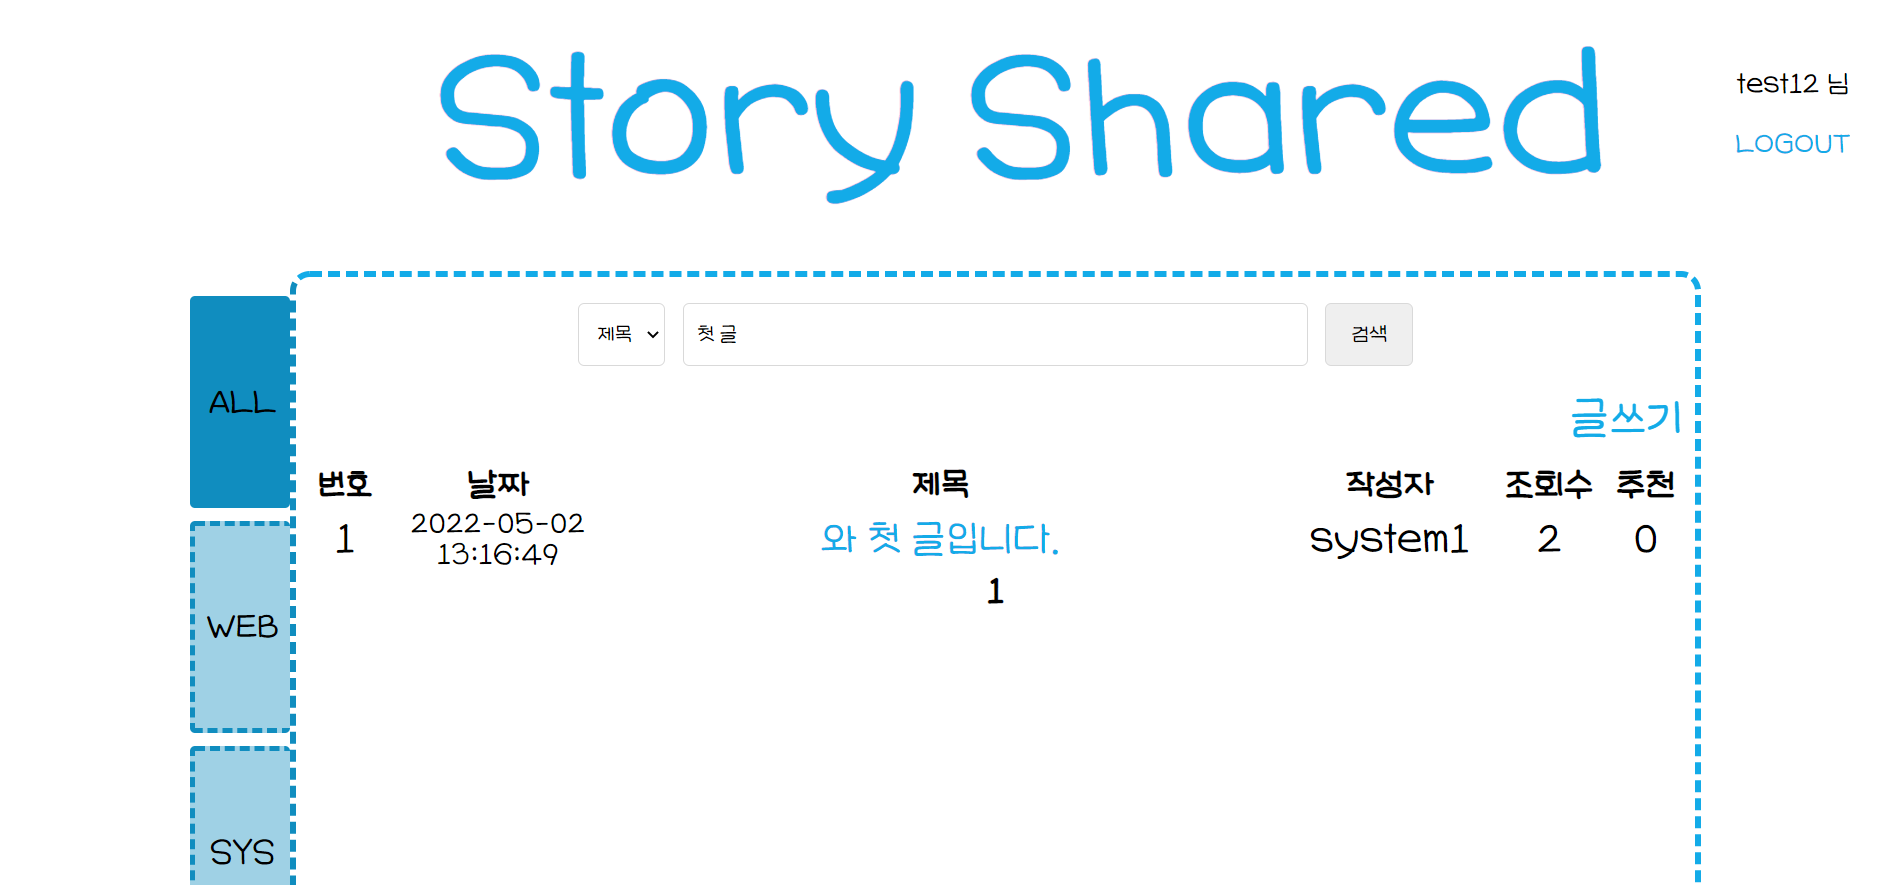 Story Shared
test12 님
LOGOUT
제목
첫 글
검색
ALL
글쓰기
번호 날짜 제목 작성자 조회수 추천
1 2022-05-02 13:16:49 와 첫 글입니다. system1 2 0
1
WEB
SYS